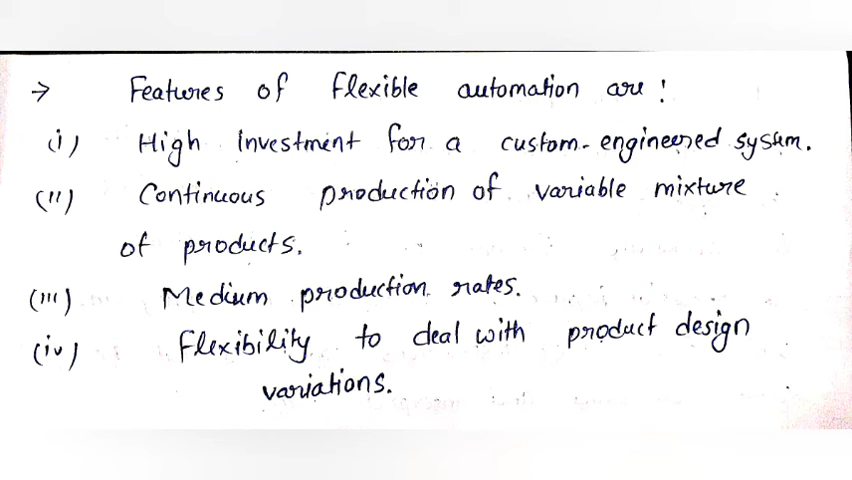 → Features of flexible automation are:
(i) High Investment for a custom-engineered system.
(ii) Continuous production of variable mixture
of products.
(iii) Medium production rates.
(iv) flexibility to deal with product design
variations.